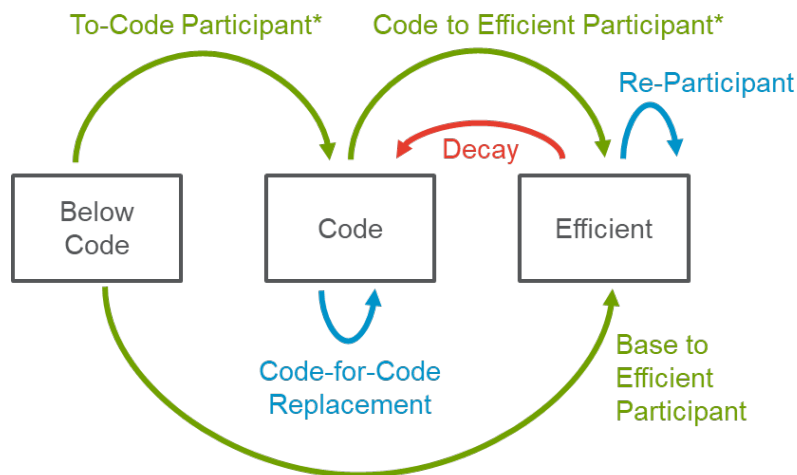 To-Code Participant*
Code to Efficient Participant*
Re-Participant
Decay
Below
Code
Code
Efficient
Code-for-Code
Replacement
Base to
Efficient
Participant